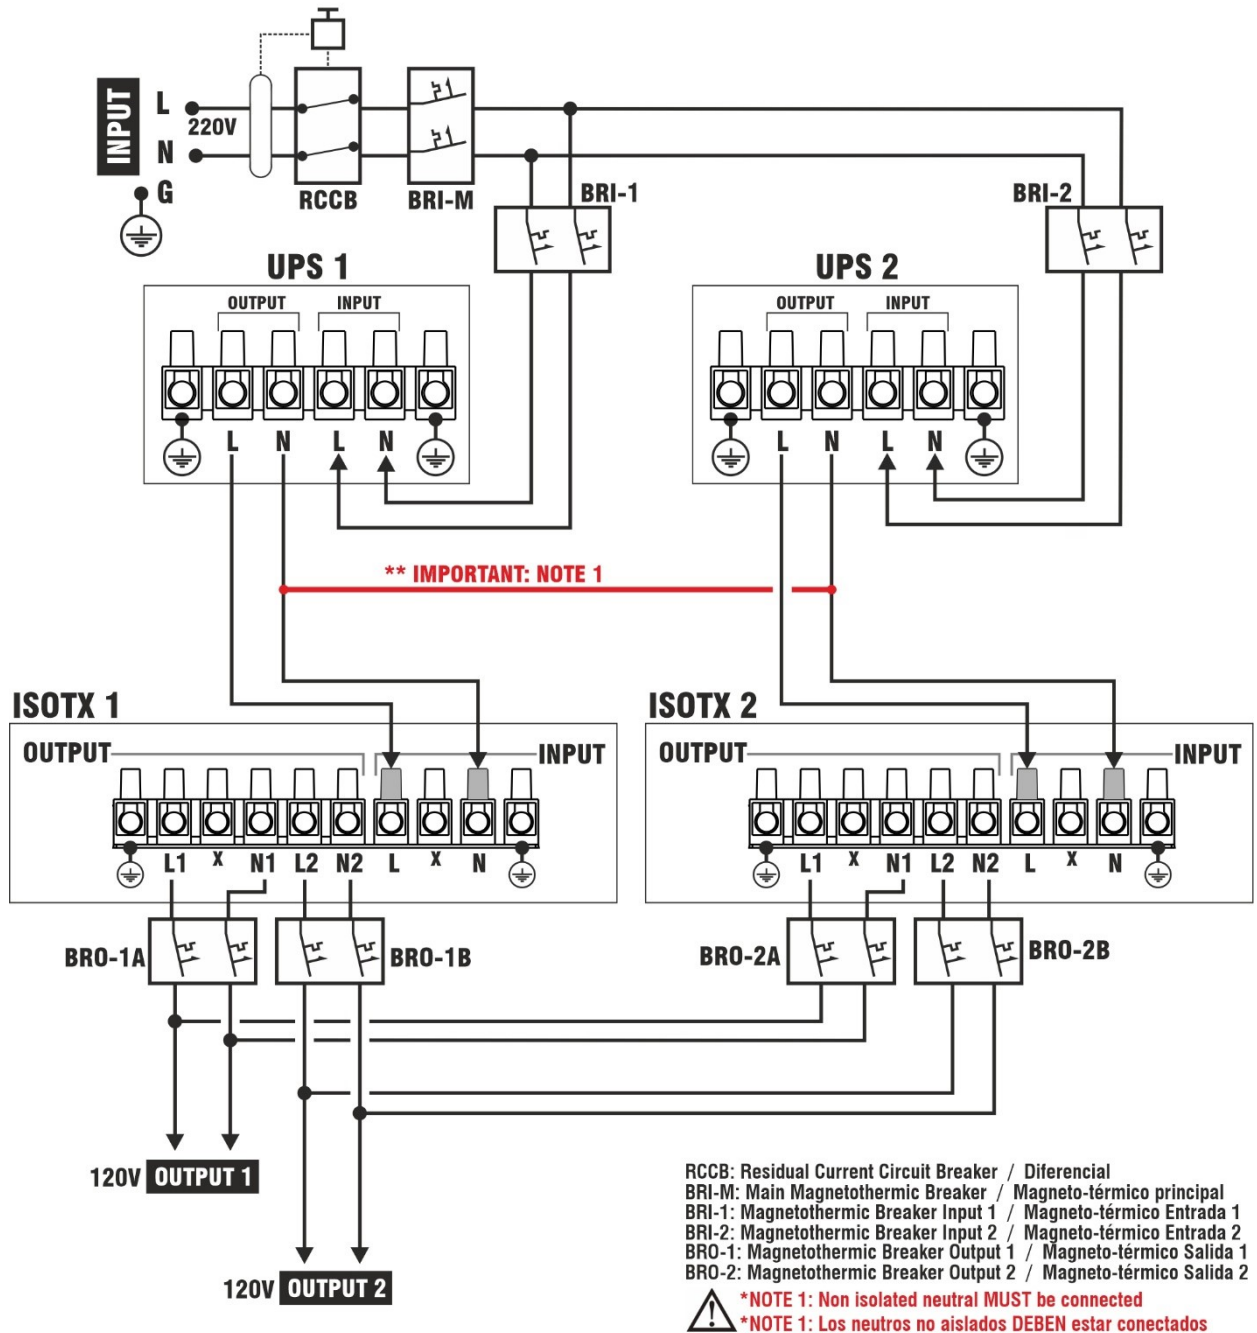 INPUT
L
220V
N
G
RCCB
BRI-M
BRI-1
BRI-2
UPS 1
OUTPUT INPUT
L N L N
UPS 2
OUTPUT INPUT
L N L N
** IMPORTANT: NOTE 1
ISOTX 1
OUTPUT INPUT
L1 X N1 L2 N2 L X N
ISOTX 2
OUTPUT INPUT
L1 X N1 L2 N2 L X N
BRO-1A
BRO-1B
BRO-2A
BRO-2B
120V OUTPUT 1
120V OUTPUT 2
RCCB: Residual Current Circuit Breaker / Diferencial
BRI-M: Main Magnetothermic Breaker / Magneto-térmico principal
BRI-1: Magnetothermic Breaker Input 1 / Magneto-térmico Entrada 1
BRI-2: Magnetothermic Breaker Input 2 / Magneto-térmico Entrada 2
BRO-1: Magnetothermic Breaker Output 1 / Magneto-térmico Salida 1
BRO-2: Magnetothermic Breaker Output 2 / Magneto-térmico Salida 2
*NOTE 1: Non isolated neutral MUST be connected
*NOTE 1: Los neutros no aislados DEBEN estar conectados